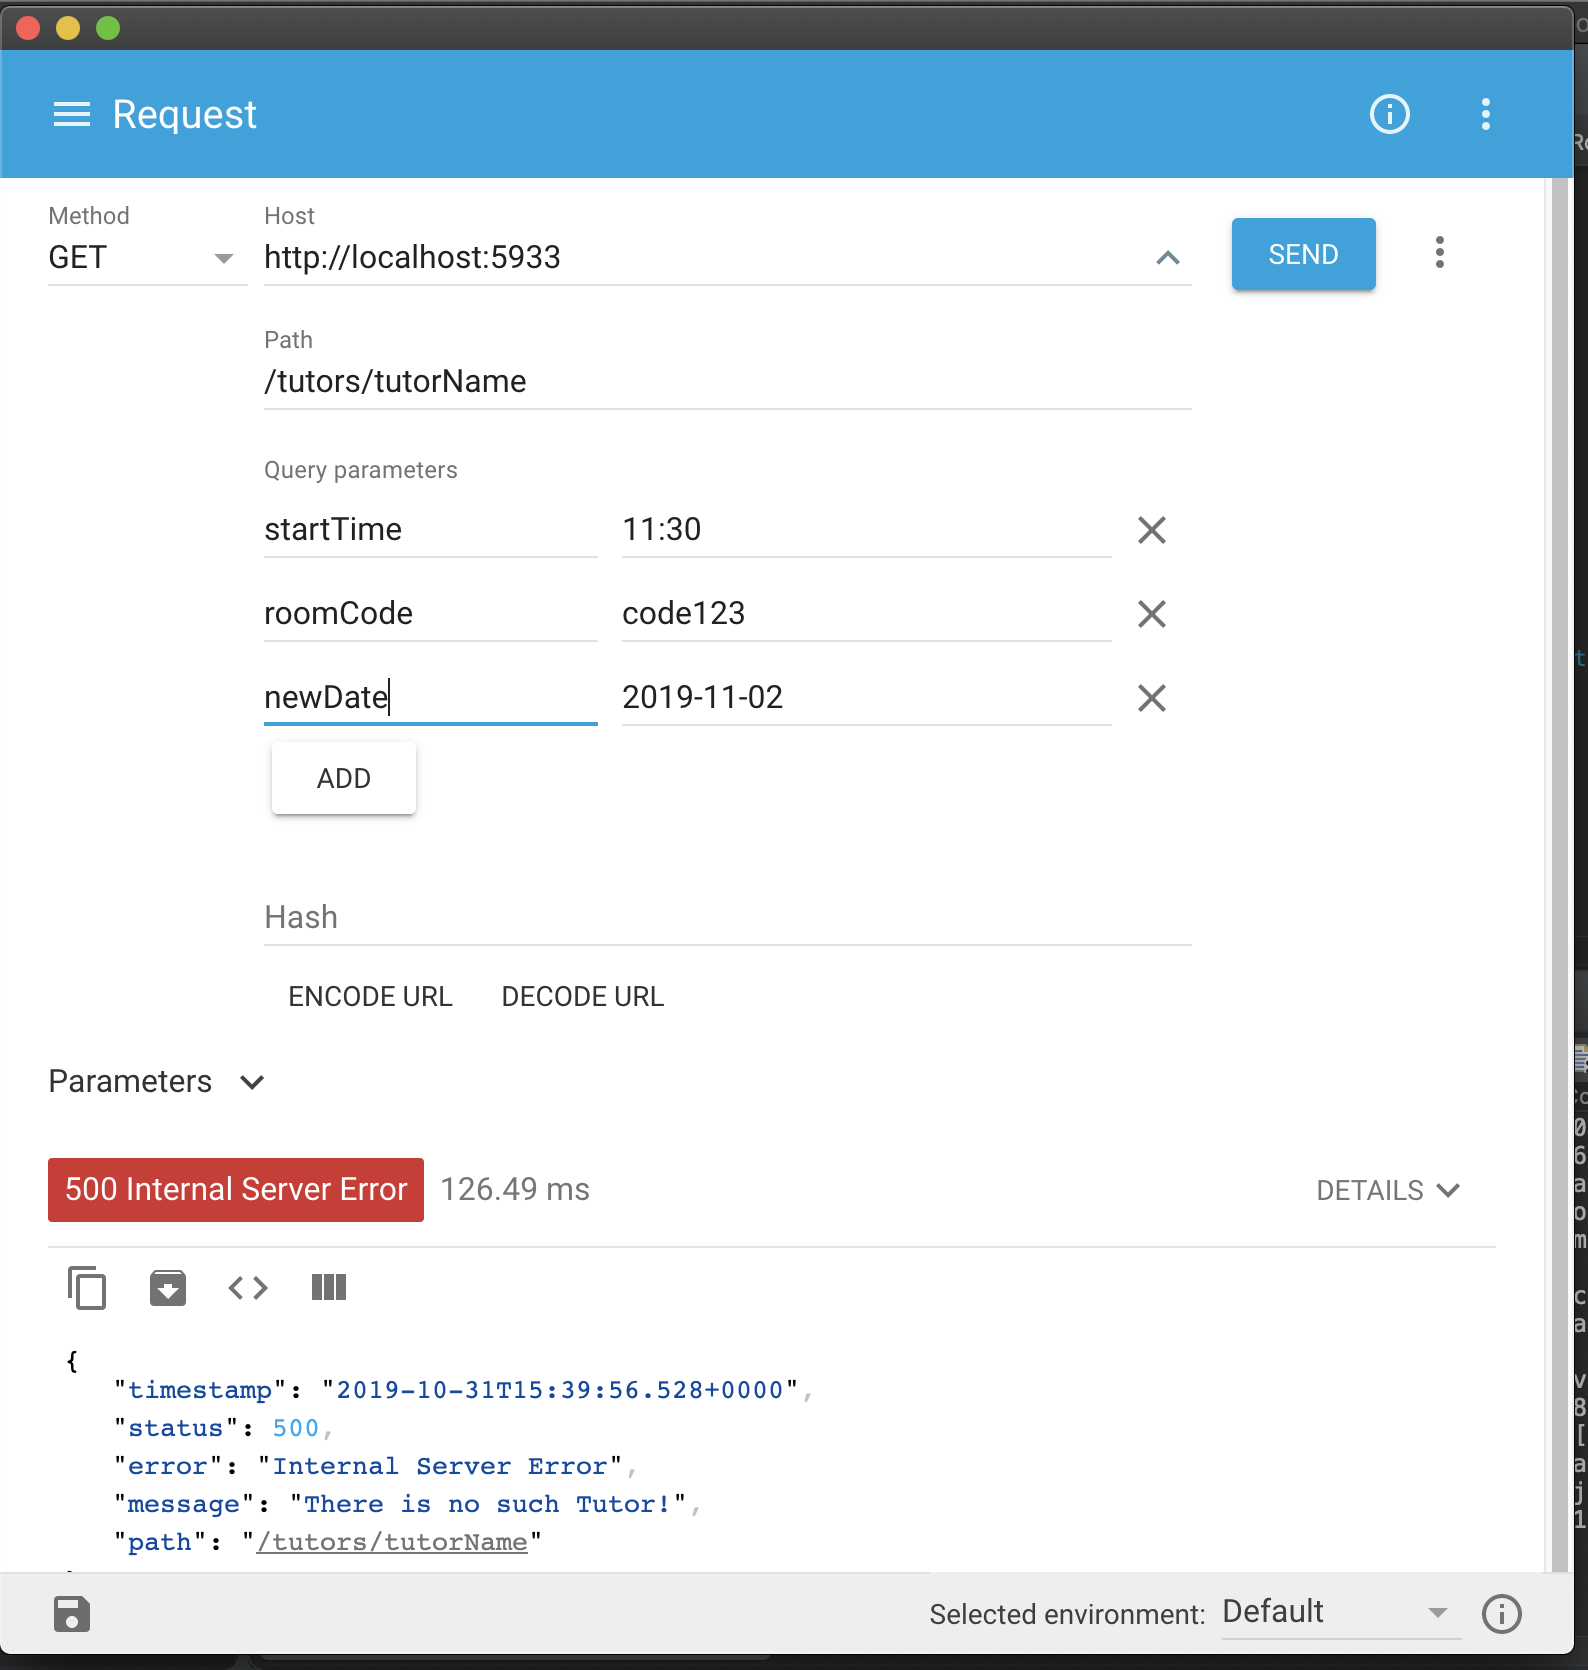 Request
Method
GET
Host
http://localhost:5933
SEND
Path
/tutors/tutorName
Query parameters
startTime 11:30
roomCode code123
newDate 2019-11-02
ADD
Hash
ENCODE URL DECODE URL
Parameters
500 Internal Server Error 126.49 ms DETAILS
{
"timestamp": "2019-10-31T15:39:56.528+0000",
"status": 500,
"error": "Internal Server Error",
"message": "There is no such Tutor!",
"path": "/tutors/tutorName"
Selected environment: Default